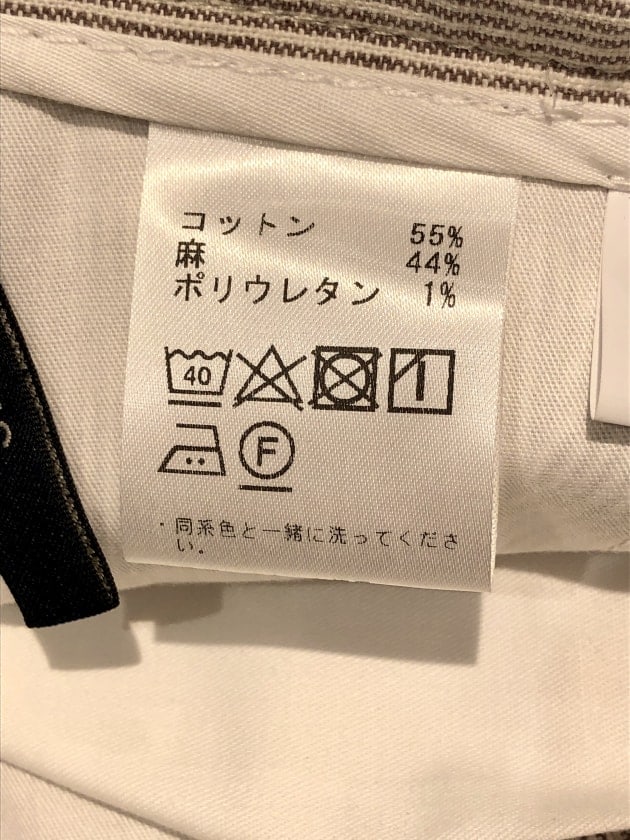 コットン 55%
麻 44%
ポリウレタン 1%
40
F
・同系色と一緒に洗ってくださ
い。